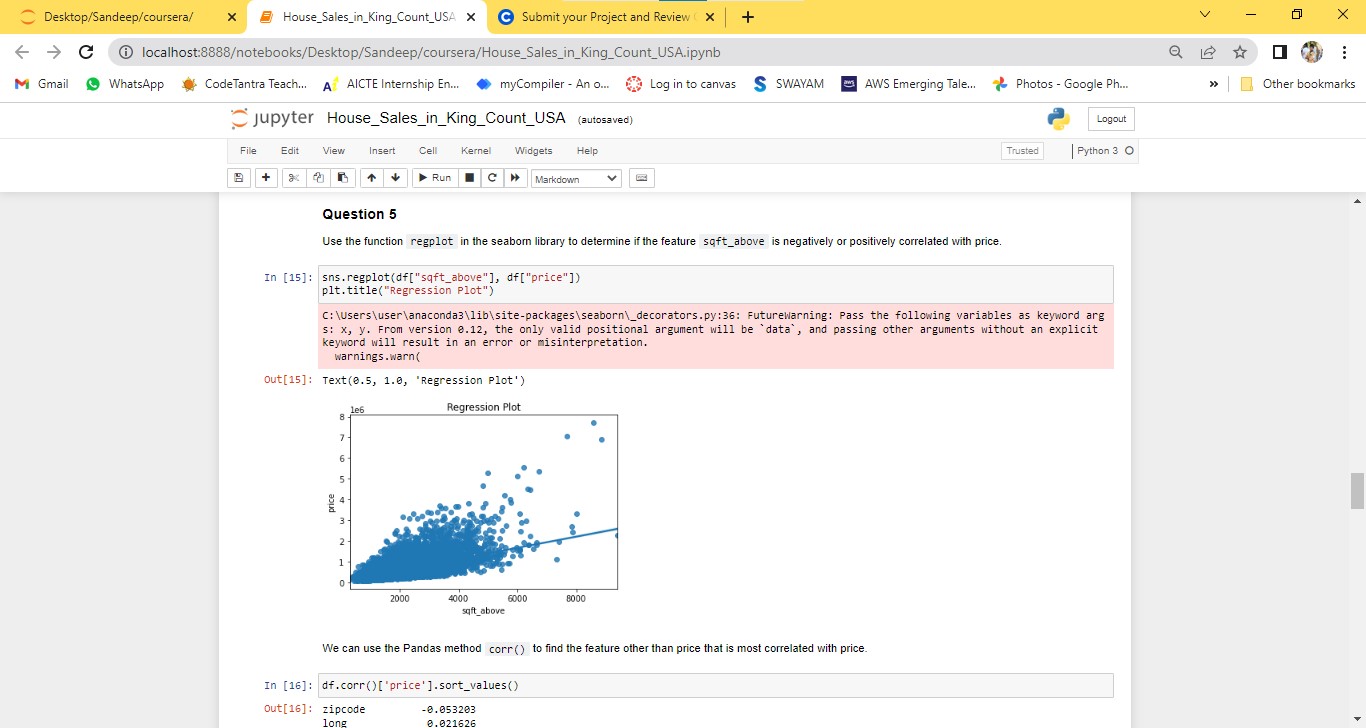 Desktop/Sandeep/coursera/ × House_Sales_in_King_Count_USA × Submit your Project and Review × +
localhost:8888/notebooks/Desktop/Sandeep/coursera/House_Sales_in_King_Count_USA.ipynb
Gmail WhatsApp CodeTantra Teach... AICTE Internship En... myCompiler - An o... Log in to canvas SWAYAM AWS Emerging Tale... Photos - Google Ph... » Other bookmarks
jupyter House_Sales_in_King_Count_USA (autosaved) Logout
File Edit View Insert Cell Kernel Widgets Help Trusted Python 3
Run Markdown
Question 5
Use the function regplot in the seaborn library to determine if the feature sqft_above is negatively or positively correlated with price.
In [15]: sns.regplot(df["sqft_above"], df["price"])
plt.title("Regression Plot")
C:\Users\user\anaconda3\lib\site-packages\seaborn\_decorators.py:36: FutureWarning: Pass the following variables as keyword arg
s: x, y. From version 0.12, the only valid positional argument will be `data`, and passing other arguments without an explicit
keyword will result in an error or misinterpretation.
warnings.warn(
Out[15]: Text(0.5, 1.0, 'Regression Plot')
1e6 Regression Plot
8
7
6
5
4
3
2
1
0
price
2000 4000 6000 8000
sqft_above
We can use the Pandas method corr() to find the feature other than price that is most correlated with price.
In [16]: df.corr()['price'].sort_values()
Out[16]: zipcode -0.053203
long 0.021626